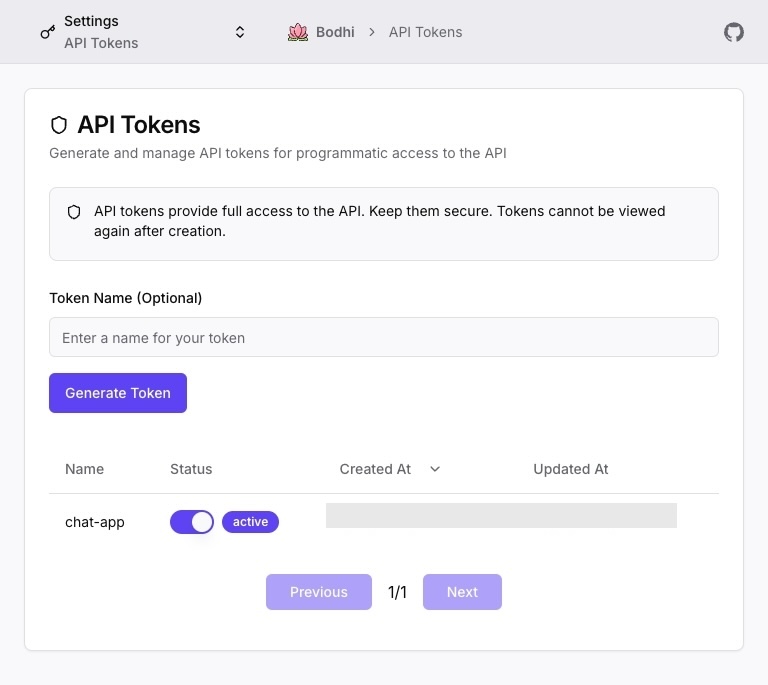 Settings
API Tokens
Bodhi
API Tokens
API Tokens
Generate and manage API tokens for programmatic access to the API
API tokens provide full access to the API. Keep them secure. Tokens cannot be viewed
again after creation.
Token Name (Optional)
Enter a name for your token
Generate Token
Name Status Created At Updated At
chat-app active
Previous 1/1 Next